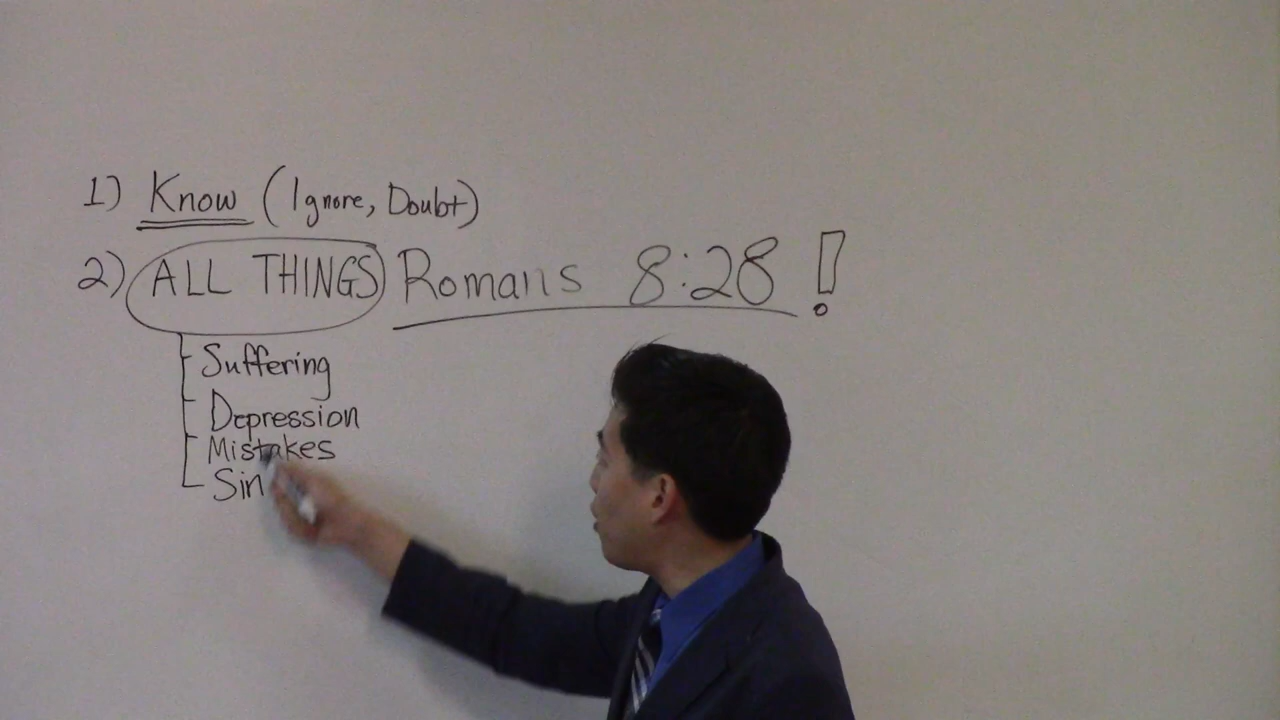 1) Know (Ignore, Doubt)
2) ALL THINGS Romans 8:28!
Suffering
Depression
Mistakes
Sin